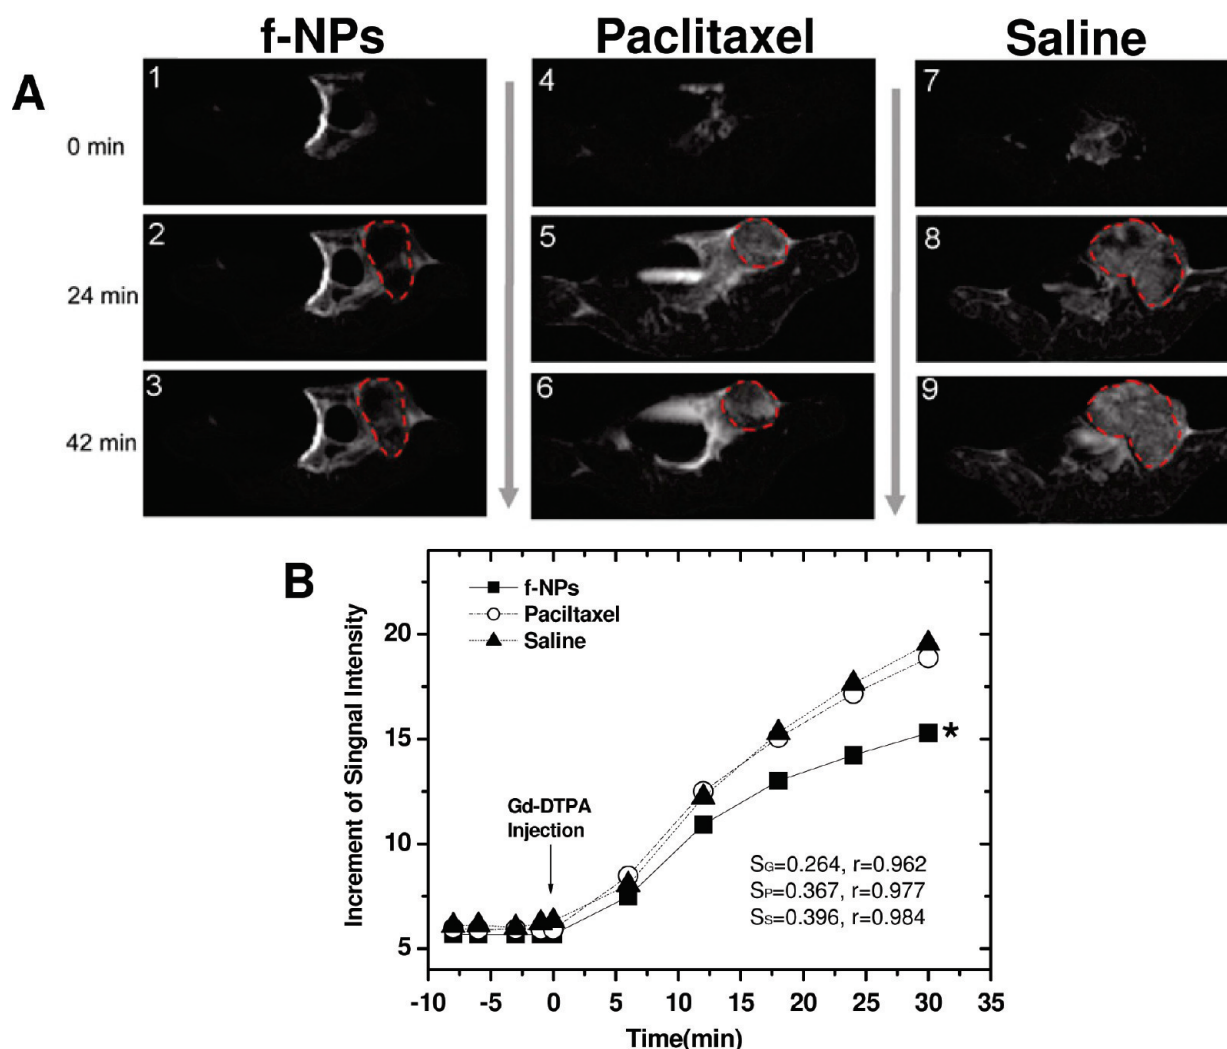 f-NPs Paclitaxel Saline
A
1 4 7
0 min
2 5 8
24 min
3 6 9
42 min
B
f-NPs
Paciltaxel
Saline
Increment of Singnal Intensity
20
15
10
5
Gd-DTPA
Injection
*
SG=0.264, r=0.962
SP=0.367, r=0.977
SS=0.396, r=0.984
-10 -5 0 5 10 15 20 25 30 35
Time(min)